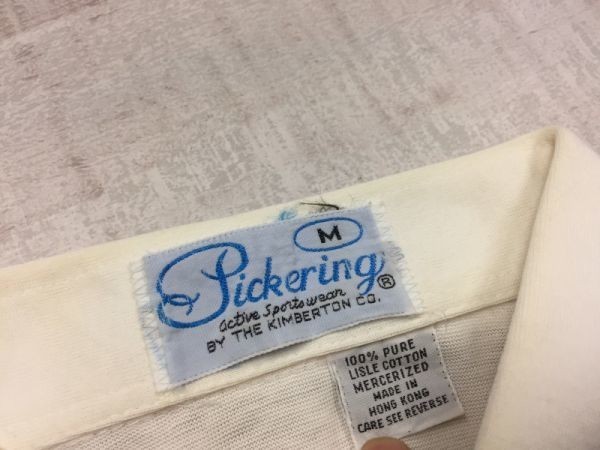 M
Pickering®
active Sportswear
BY THE KIMBERTON CO.
100% PURE
LISLE COTTON
MERCERIZED
MADE IN
HONG KONG
CARE SEE REVERSE